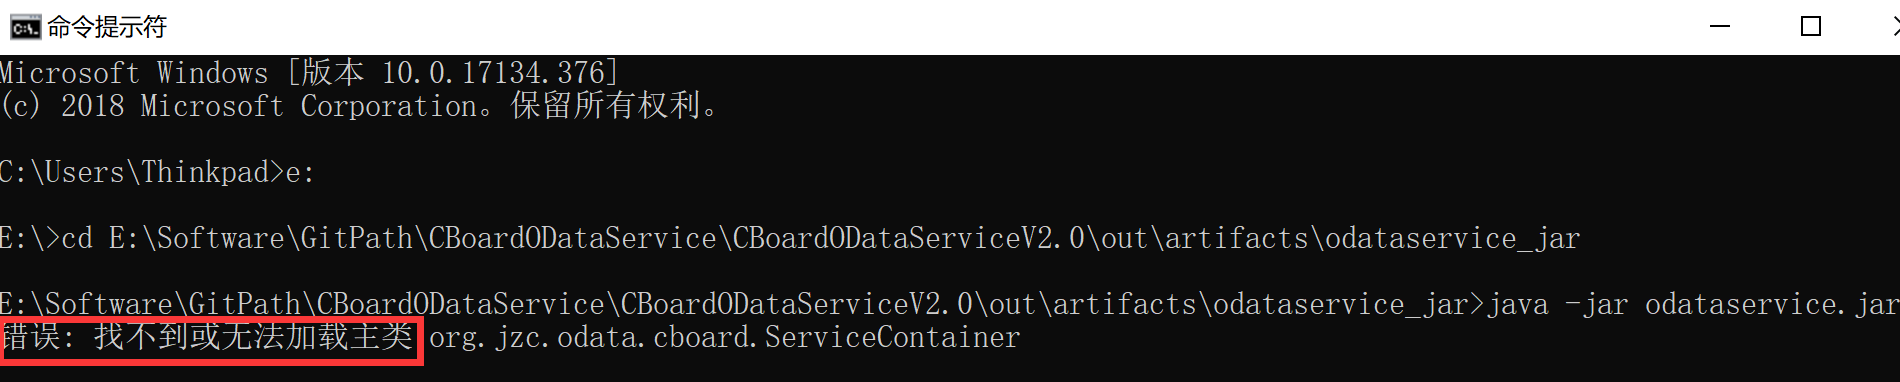 命令提示符
Microsoft Windows [版本 10.0.17134.376]
(c) 2018 Microsoft Corporation。保留所有权利。
C:\Users\Thinkpad>e:
E:\>cd E:\Software\GitPath\CBoardODataService\CBoardODataServiceV2.0\out\artifacts\odataservice_jar
E:\Software\GitPath\CBoardODataService\CBoardODataServiceV2.0\out\artifacts\odataservice_jar>java -jar odataservice.jar
错误: 找不到或无法加载主类 org.jzc.odata.cboard.ServiceContainer